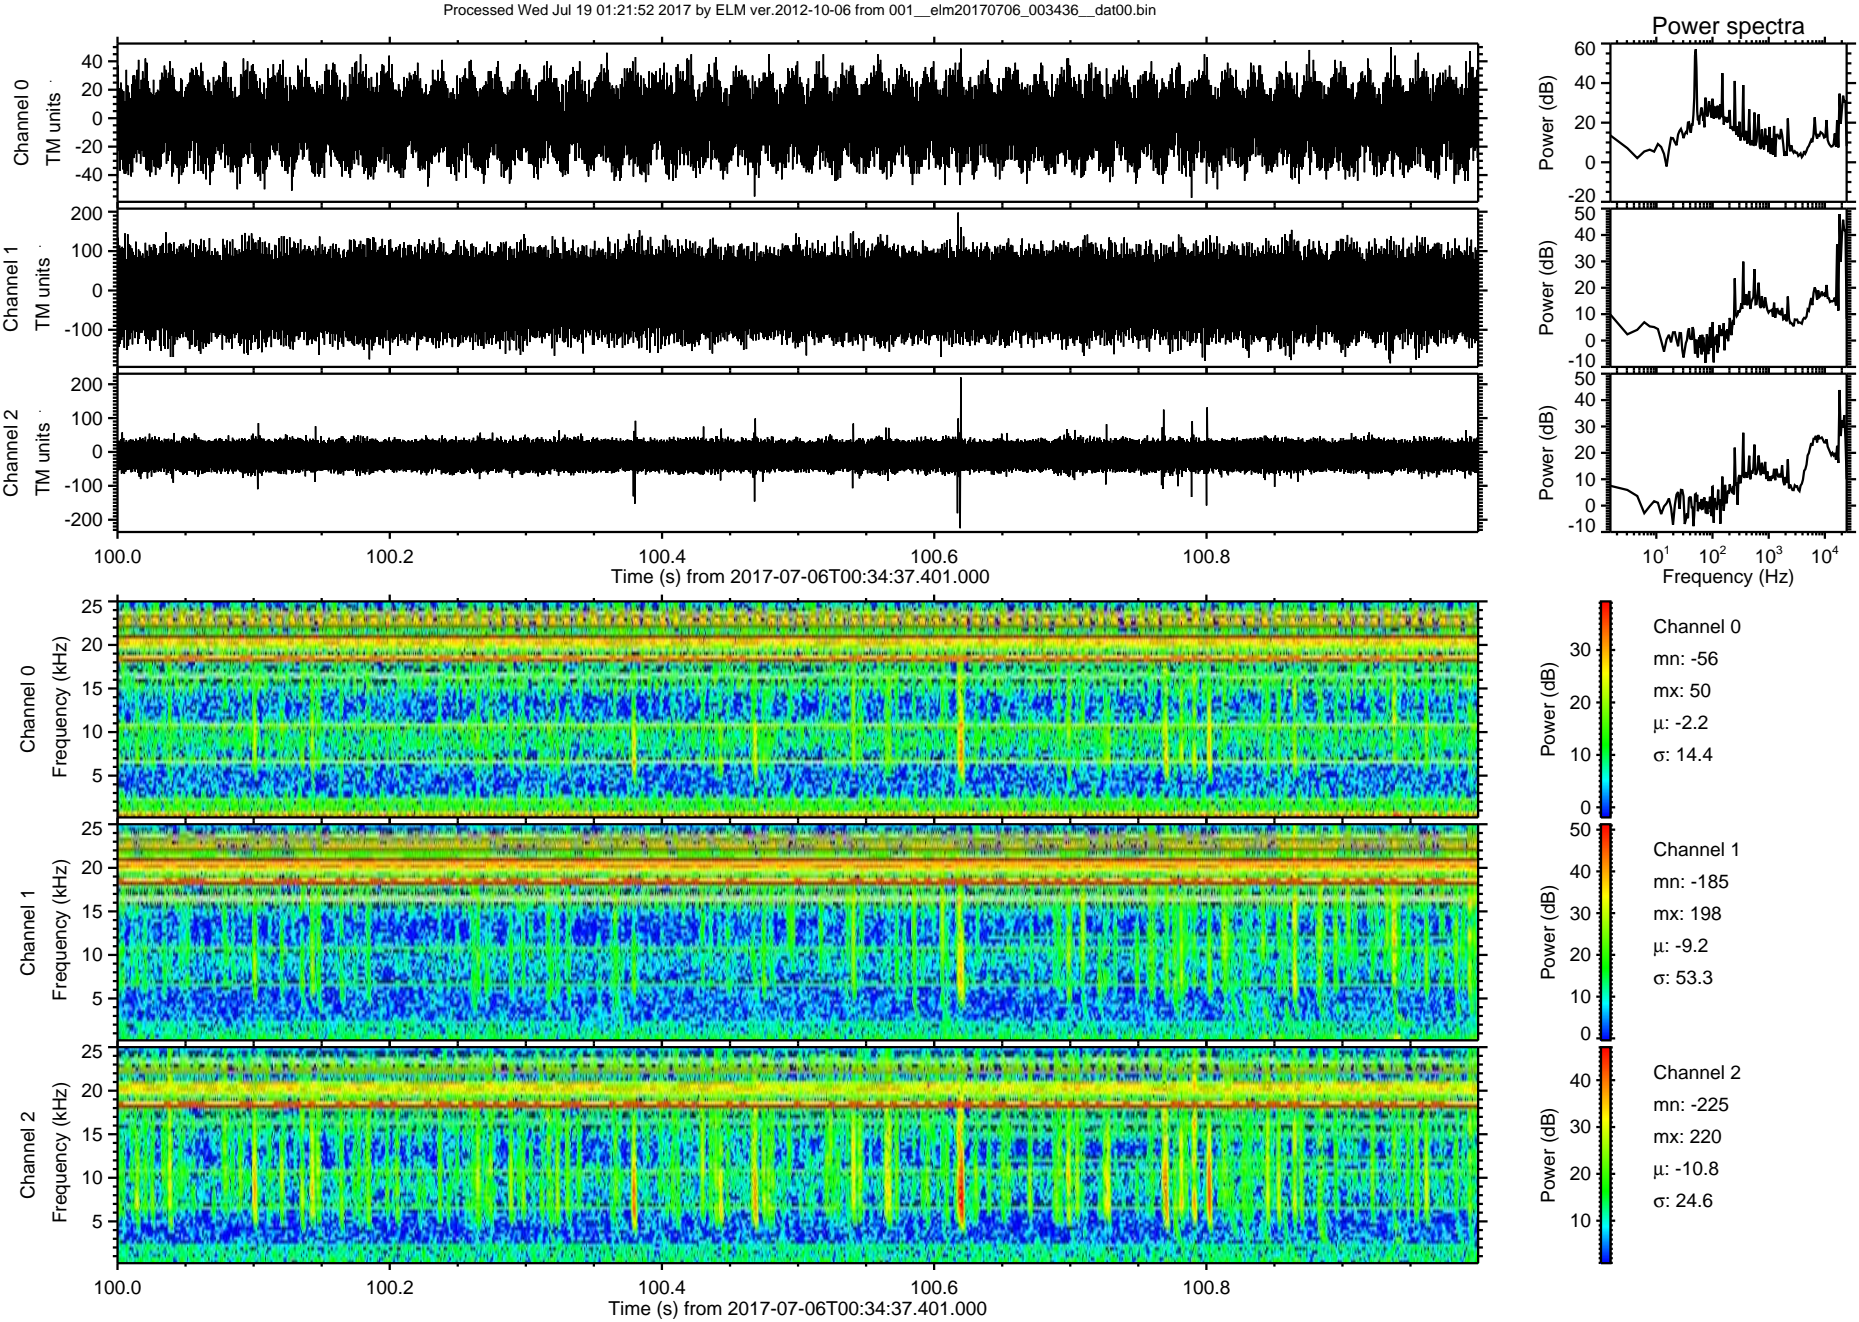 Processed Wed Jul 19 01:21:52 2017 by ELM ver.2012-10-06 from 001__elm20170706_003436__dat00.bin
Power spectra
Channel 0
TM units
40
20
0
-20
-40
Power (dB)
60
40
20
0
-20
Channel 1
TM units
200
100
0
-100
Power (dB)
50
40
30
20
10
0
-10
Channel 2
TM units
200
100
0
-100
-200
Power (dB)
50
40
30
20
10
0
-10
100.0 100.2 100.4 100.6 100.8
Time (s) from 2017-07-06T00:34:37.401.000
10^1 10^2 10^3 10^4
Frequency (Hz)
Channel 0
Frequency (kHz)
25
20
15
10
5
Power (dB)
30
20
10
0
Channel 0
mn: -56
mx: 50
μ: -2.2
σ: 14.4
Channel 1
Frequency (kHz)
25
20
15
10
5
Power (dB)
50
40
30
20
10
0
Channel 1
mn: -185
mx: 198
μ: -9.2
σ: 53.3
Channel 2
Frequency (kHz)
25
20
15
10
5
Power (dB)
40
30
20
10
Channel 2
mn: -225
mx: 220
μ: -10.8
σ: 24.6
100.0 100.2 100.4 100.6 100.8
Time (s) from 2017-07-06T00:34:37.401.000